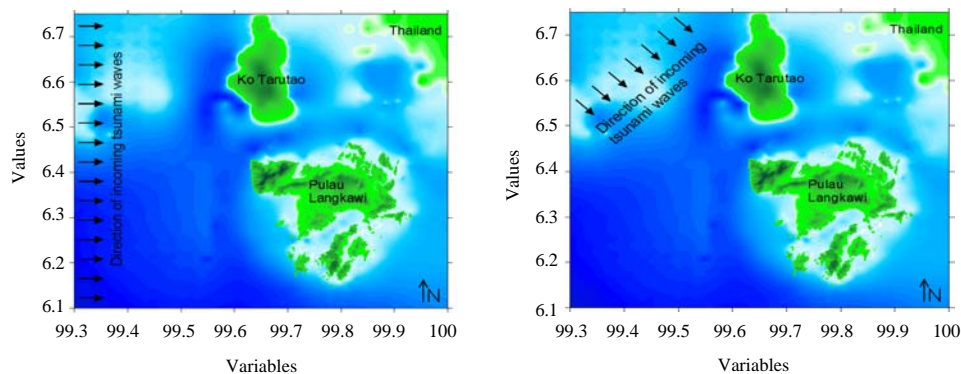 6.7
6.6
6.5
6.4
6.3
6.2
6.1
Values
Direction of incoming tsunami waves
Ko Tarutao
Thailand
Pulau
Langkawi
N
99.3 99.4 99.5 99.6 99.7 99.8 99.9 100
Variables
6.7
6.6
6.5
6.4
6.3
6.2
6.1
Values
Direction of incoming
tsunami waves
Ko Tarutao
Thailand
Pulau
Langkawi
N
99.3 99.4 99.5 99.6 99.7 99.8 99.9 100
Variables